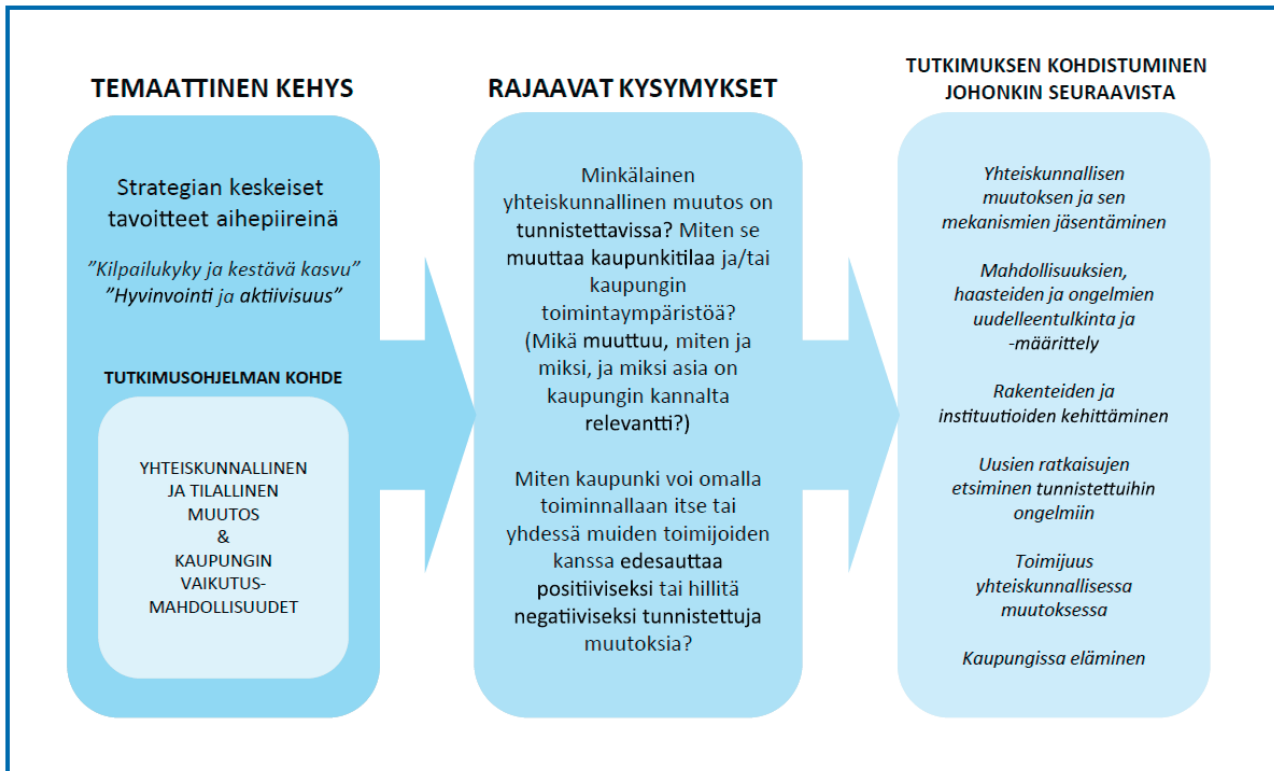 TEMAATTINEN KEHYS
Strategian keskeiset
tavoitteet aihepiireinä
”Kilpailukyky ja kestävä kasvu”
”Hyvinvointi ja aktiivisuus”
TUTKIMUSOHJELMAN KOHDE
YHTEISKUNNALLINEN
JA TILALLINEN
MUUTOS
&
KAUPUNGIN
VAIKUTUS-
MAHDOLLISUUDET
RAJAAVAT KYSYMYKSET
Minkälainen
yhteiskunnallinen muutos on
tunnistettavissa? Miten se
muuttaa kaupunkitilaa ja/tai
kaupungin
toimintaympäristöä?
(Mikä muuttuu, miten ja
miksi, ja miksi asia on
kaupungin kannalta
relevantti?)
Miten kaupunki voi omalla
toiminnallaan itse tai
yhdessä muiden toimijoiden
kanssa edesauttaa
positiiviseksi tai hillitä
negatiiviseksi tunnistettuja
muutoksia?
TUTKIMUKSEN KOHDISTUMINEN
JOHONKIN SEURAAVISTA
Yhteiskunnallisen
muutoksen ja sen
mekanismien jäsentäminen
Mahdollisuuksien,
haasteiden ja ongelmien
uudelleentulkinta ja
-määrittely
Rakenteiden ja
instituutioiden kehittäminen
Uusien ratkaisujen
etsiminen tunnistettuihin
ongelmiin
Toimijuus
yhteiskunnallisessa
muutoksessa
Kaupungissa eläminen